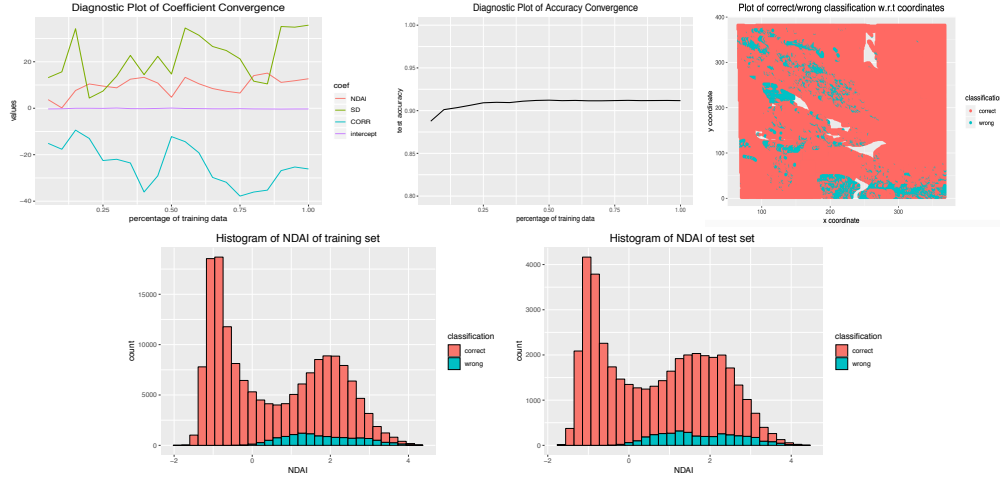 Diagnostic Plot of Coefficient Convergence
values
20
0
−20
−40
0.25
0.50
0.75
1.00
percentage of training data
coef
NDAI
SD
CORR
intercept
Diagnostic Plot of Accuracy Convergence
test accuracy
1.00
0.95
0.90
0.85
0.80
0.25
0.50
0.75
1.00
percentage of training data
Plot of correct/wrong classification w.r.t coordinates
y coordinate
400
300
200
100
0
100
200
300
x coordinate
classificatio
correct
wrong
Histogram of NDAI of training set
count
15000
10000
5000
0
−2
0
2
4
NDAI
classification
correct
wrong
Histogram of NDAI of test set
count
4000
3000
2000
1000
0
−2
0
2
4
NDAI
classification
correct
wrong